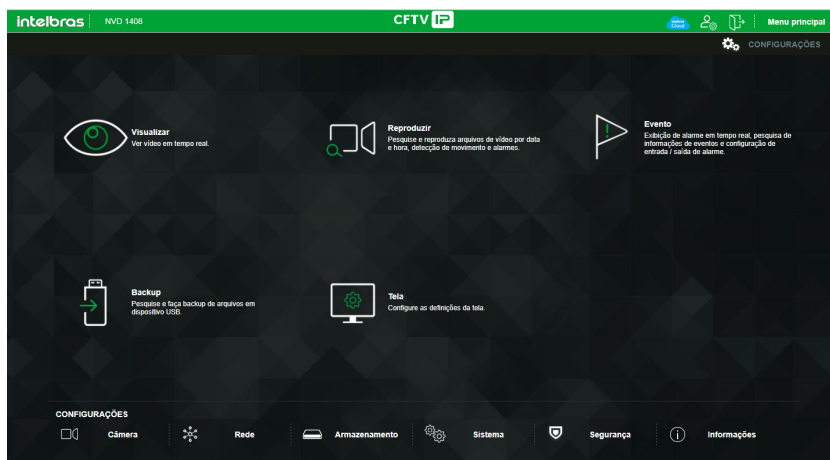 intelbras NVD 1408 CFTV IP Intelbras Cloud Menu principal
CONFIGURAÇÕES
Visualizar
Ver vídeo em tempo real.
Reproduzir
Pesquise e reproduza arquivos de vídeo por data
e hora, detecção de movimento e alarmes.
Evento
Exibição de alarme em tempo real, pesquisa de
informações de eventos e configuração de
entrada / saída de alarme.
Backup
Pesquise e faça backup de arquivos em
dispositivo USB.
Tela
Configure as definições da tela.
CONFIGURAÇÕES
Câmera Rede Armazenamento Sistema Segurança Informações